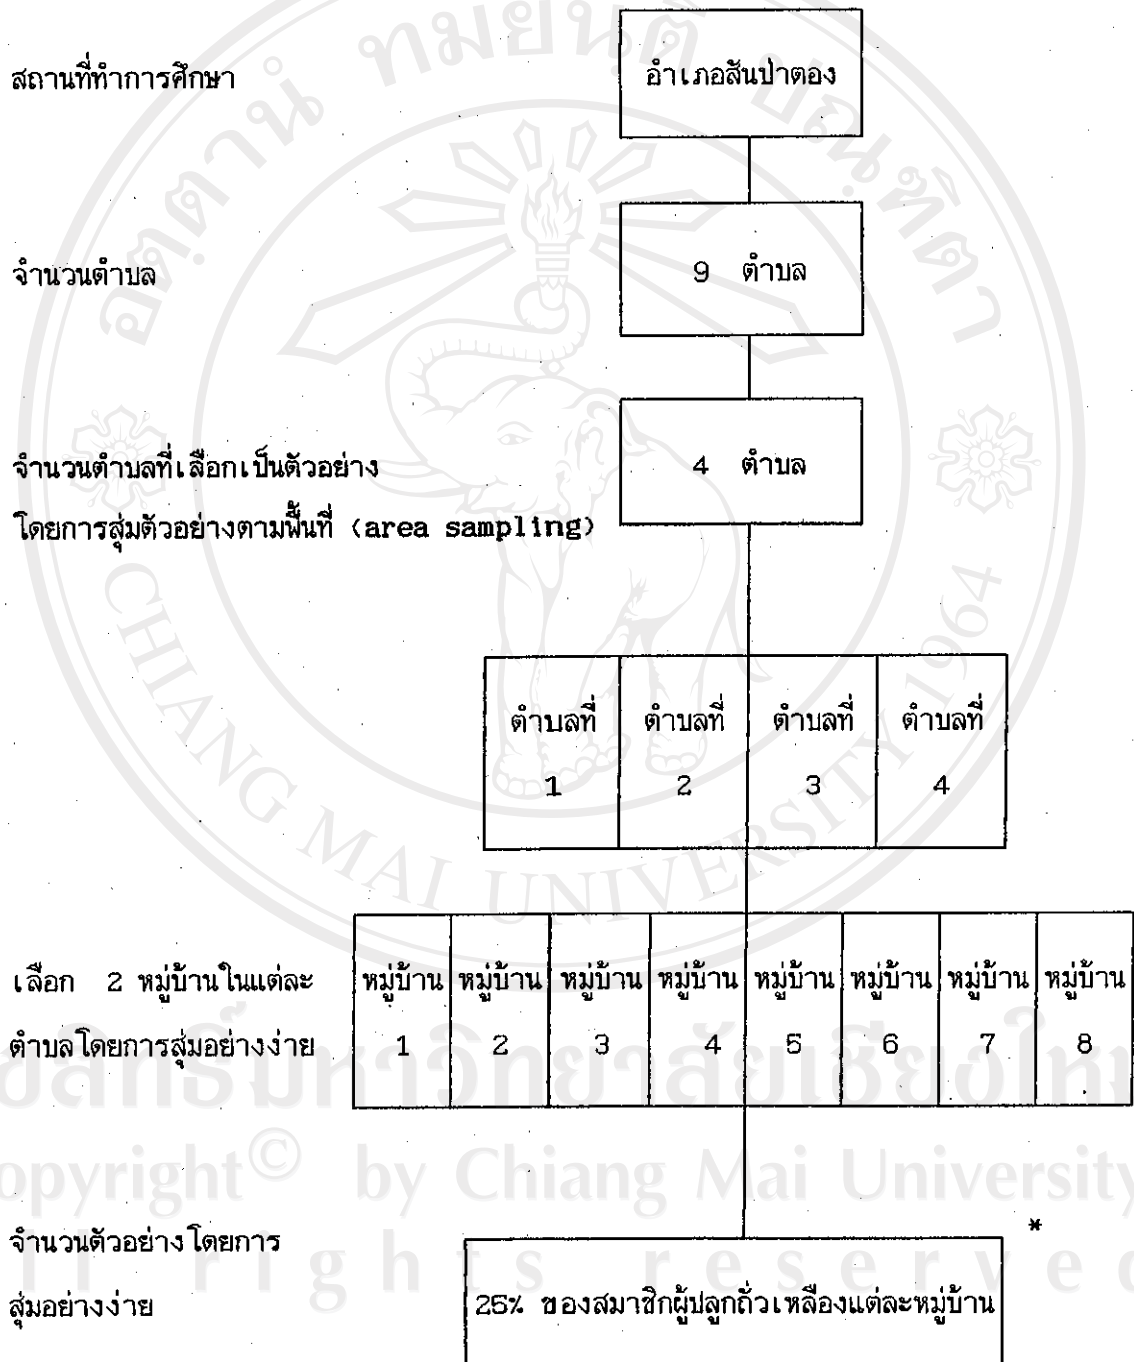 สถานที่ทำการศึกษา
อำเภอสันป่าตอง
จำนวนตำบล
9 ตำบล
จำนวนตำบลที่เลือกเป็นตัวอย่าง
โดยการสุ่มตัวอย่างตามพื้นที่ (area sampling)
4 ตำบล
ตำบลที่ ตำบลที่ ตำบลที่ ตำบลที่
1 2 3 4
เลือก 2 หมู่บ้านในแต่ละ
ตำบลโดยการสุ่มอย่างง่าย
หมู่บ้าน หมู่บ้าน หมู่บ้าน หมู่บ้าน หมู่บ้าน หมู่บ้าน หมู่บ้าน หมู่บ้าน
1 2 3 4 5 6 7 8
จำนวนตัวอย่างโดยการ
สุ่มอย่างง่าย
*
25% ของสมาชิกผู้ปลูกถั่วเหลืองแต่ละหมู่บ้าน
CHIANG MAI UNIVERSITY 1964
opyright© by Chiang Mai University
ll rights reserved